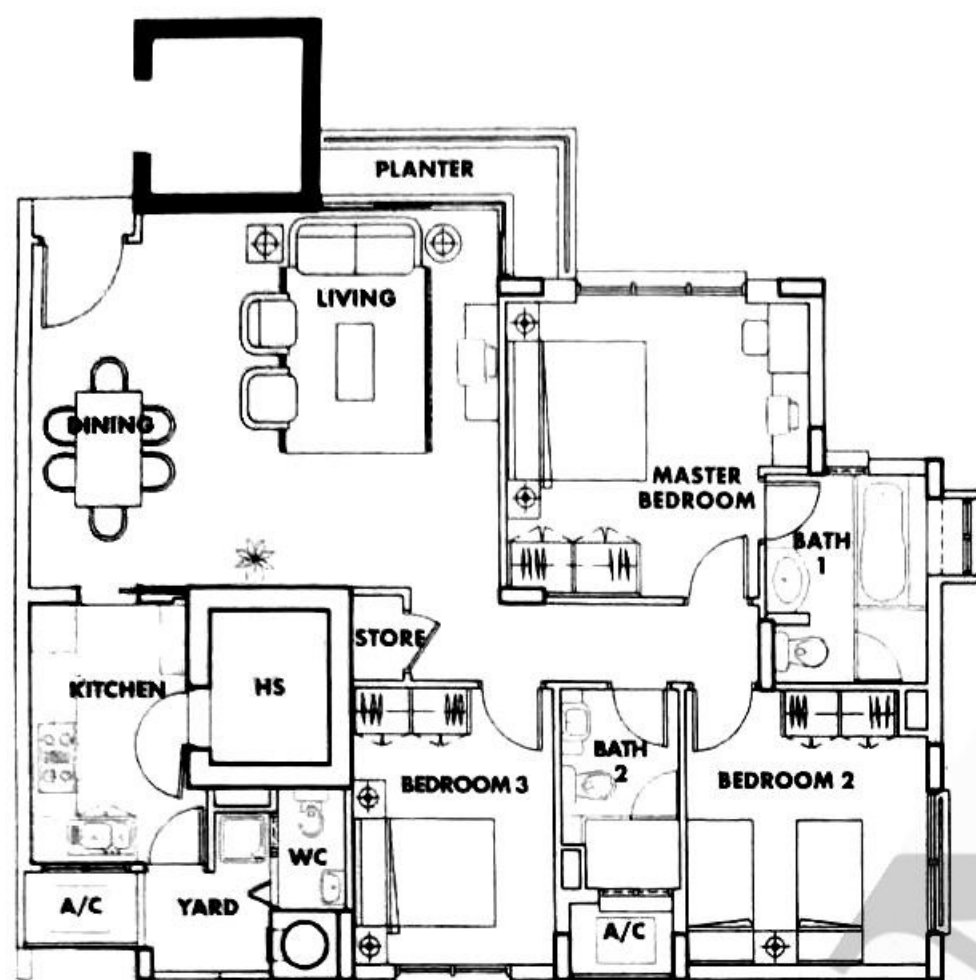 PLANTER
LIVING
DINING
MASTER
BEDROOM
BATH
1
STORE
KITCHEN
HS
BATH
2
BEDROOM 3
BEDROOM 2
WC
A/C
YARD
A/C